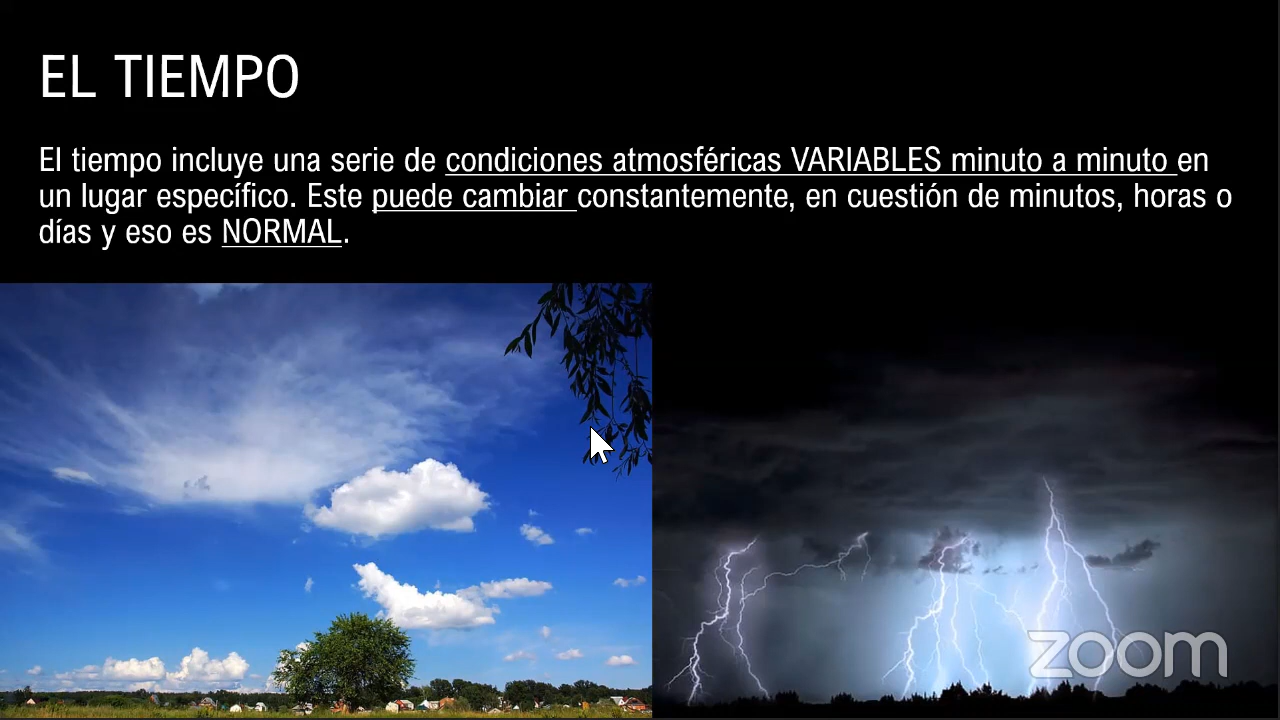 EL TIEMPO
El tiempo incluye una serie de condiciones atmosféricas VARIABLES minuto a minuto en
un lugar específico. Este puede cambiar constantemente, en cuestión de minutos, horas o
días y eso es NORMAL.
zoom